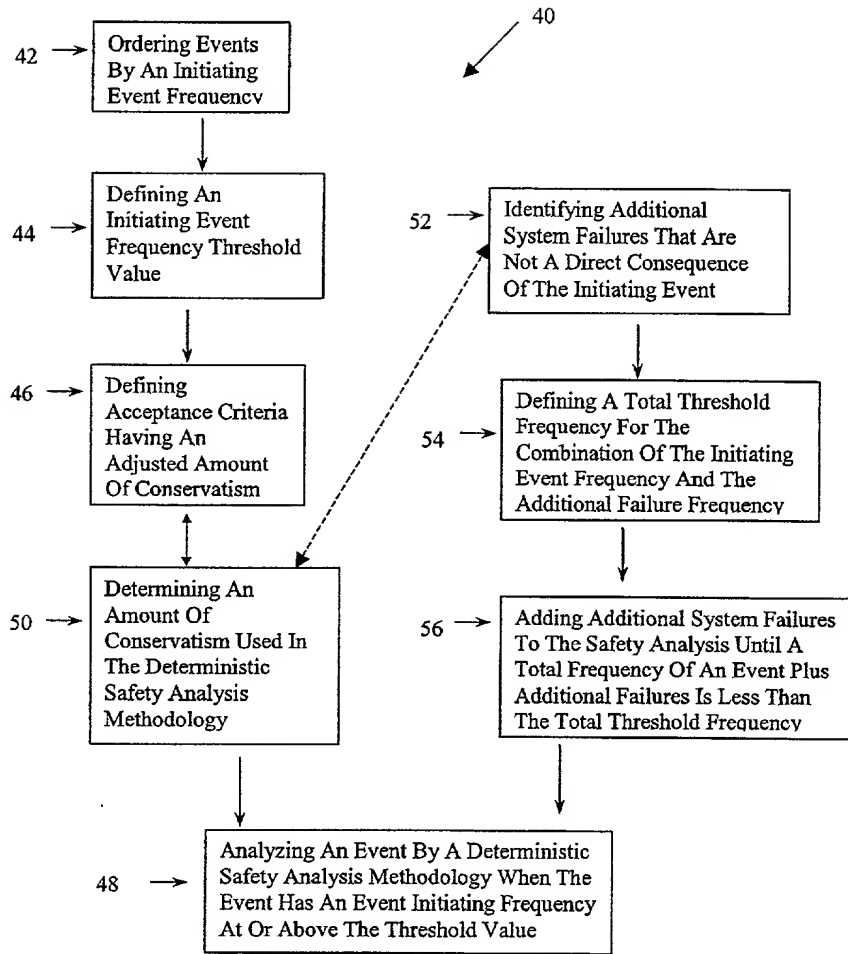 40
42
Ordering Events
By An Initiating
Event Frequency
44
Defining An
Initiating Event
Frequency Threshold
Value
46
Defining
Acceptance Criteria
Having An
Adjusted Amount
Of Conservatism
50
Determining An
Amount Of
Conservatism Used In
The Deterministic
Safety Analysis
Methodology
52
Identifying Additional
System Failures That Are
Not A Direct Consequence
Of The Initiating Event
54
Defining A Total Threshold
Frequency For The
Combination Of The Initiating
Event Frequency And The
Additional Failure Frequency
56
Adding Additional System Failures
To The Safety Analysis Until A
Total Frequency Of An Event Plus
Additional Failures Is Less Than
The Total Threshold Frequency
48
Analyzing An Event By A Deterministic
Safety Analysis Methodology When The
Event Has An Event Initiating Frequency
At Or Above The Threshold Value